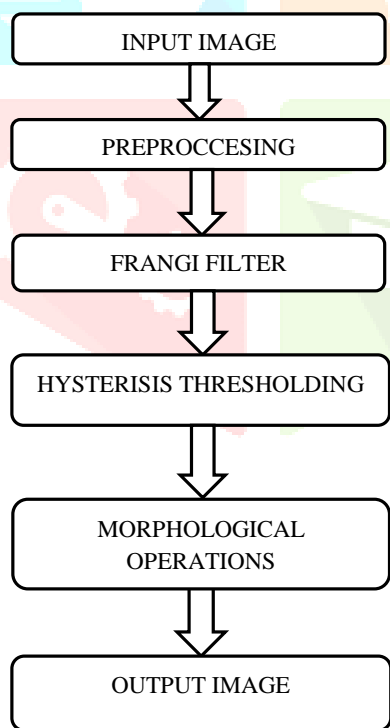 INPUT IMAGE
PREPROCCESING
FRANGI FILTER
HYSTERISIS THRESHOLDING
MORPHOLOGICAL
OPERATIONS
OUTPUT IMAGE